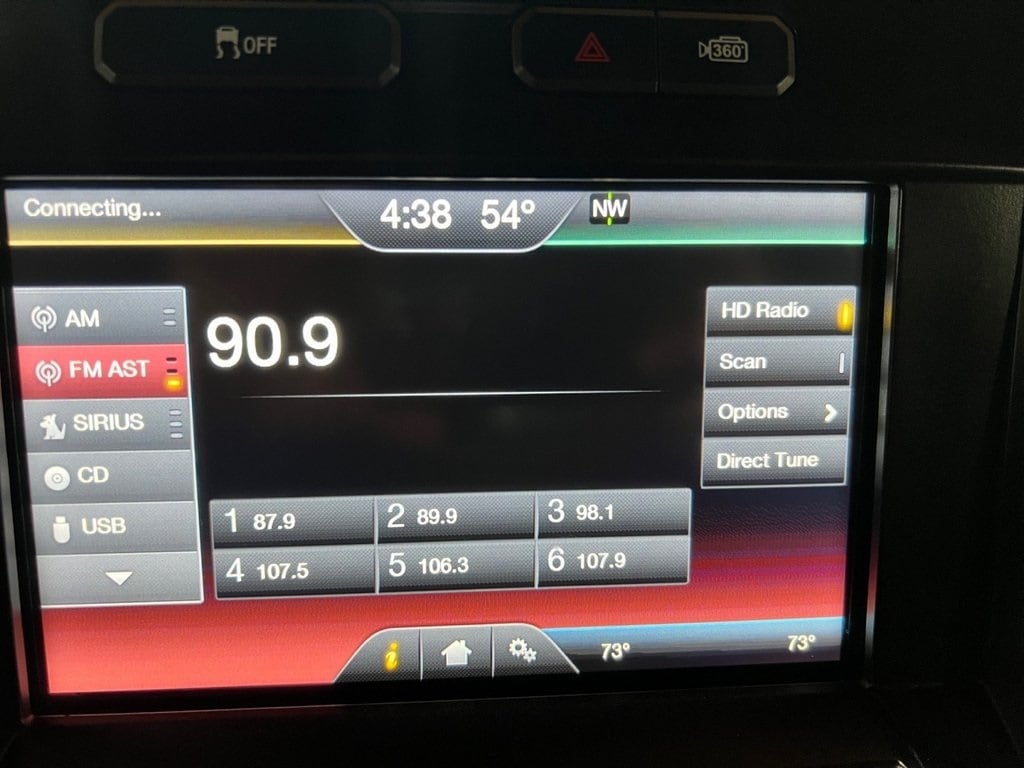 OFF
360°
Connecting...
4:38 54° NW
AM
FM AST
SIRIUS
CD
USB
90.9
HD Radio
Scan
Options
Direct Tune
1 87.9 2 89.9 3 98.1
4 107.5 5 106.3 6 107.9
i
73° 73°